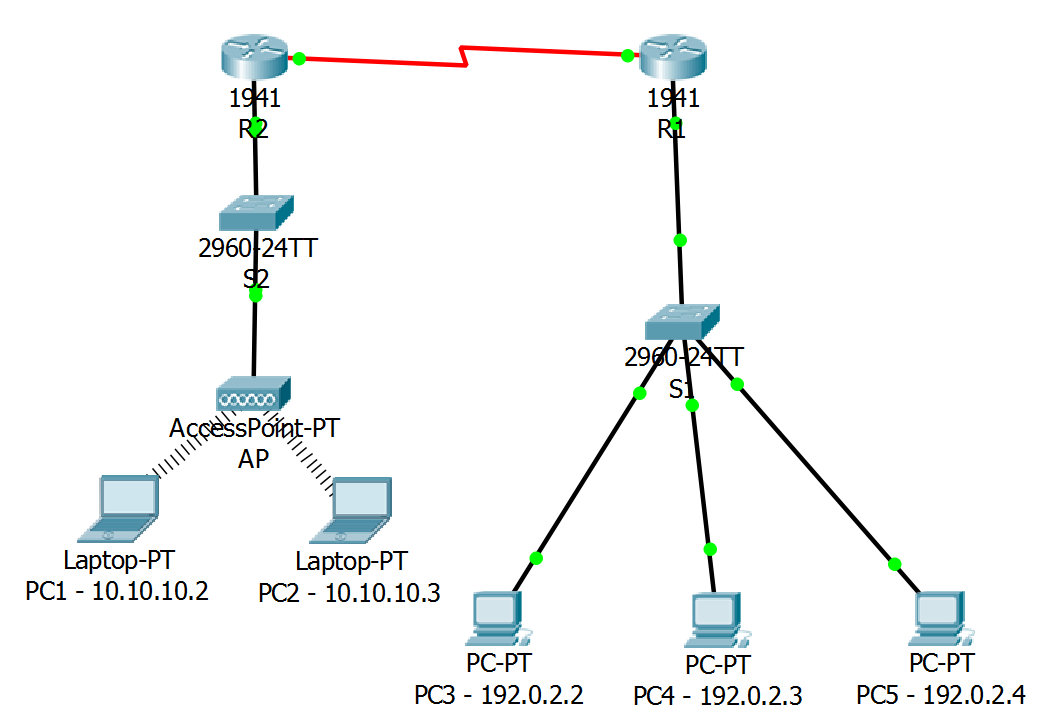 1941
R2
1941
R1
2960-24TT
S2
2960-24TT
S1
AccessPoint-PT
AP
Laptop-PT
PC1 - 10.10.10.2
Laptop-PT
PC2 - 10.10.10.3
PC-PT
PC3 - 192.0.2.2
PC-PT
PC4 - 192.0.2.3
PC-PT
PC5 - 192.0.2.4